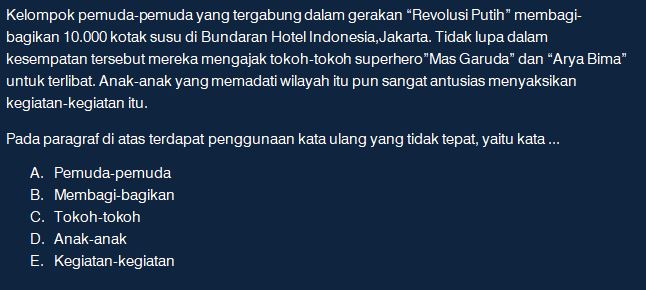 Kelompok pemuda-pemuda yang tergabung dalam gerakan “Revolusi Putih” membagi-
bagikan 10.000 kotak susu di Bundaran Hotel Indonesia,Jakarta. Tidak lupa dalam
kesempatan tersebut mereka mengajak tokoh-tokoh superhero”Mas Garuda” dan “Arya Bima”
untuk terlibat. Anak-anak yang memadati wilayah itu pun sangat antusias menyaksikan
kegiatan-kegiatan itu.
Pada paragraf di atas terdapat penggunaan kata ulang yang tidak tepat, yaitu kata ...
A. Pemuda-pemuda
B. Membagi-bagikan
C. Tokoh-tokoh
D. Anak-anak
E. Kegiatan-kegiatan